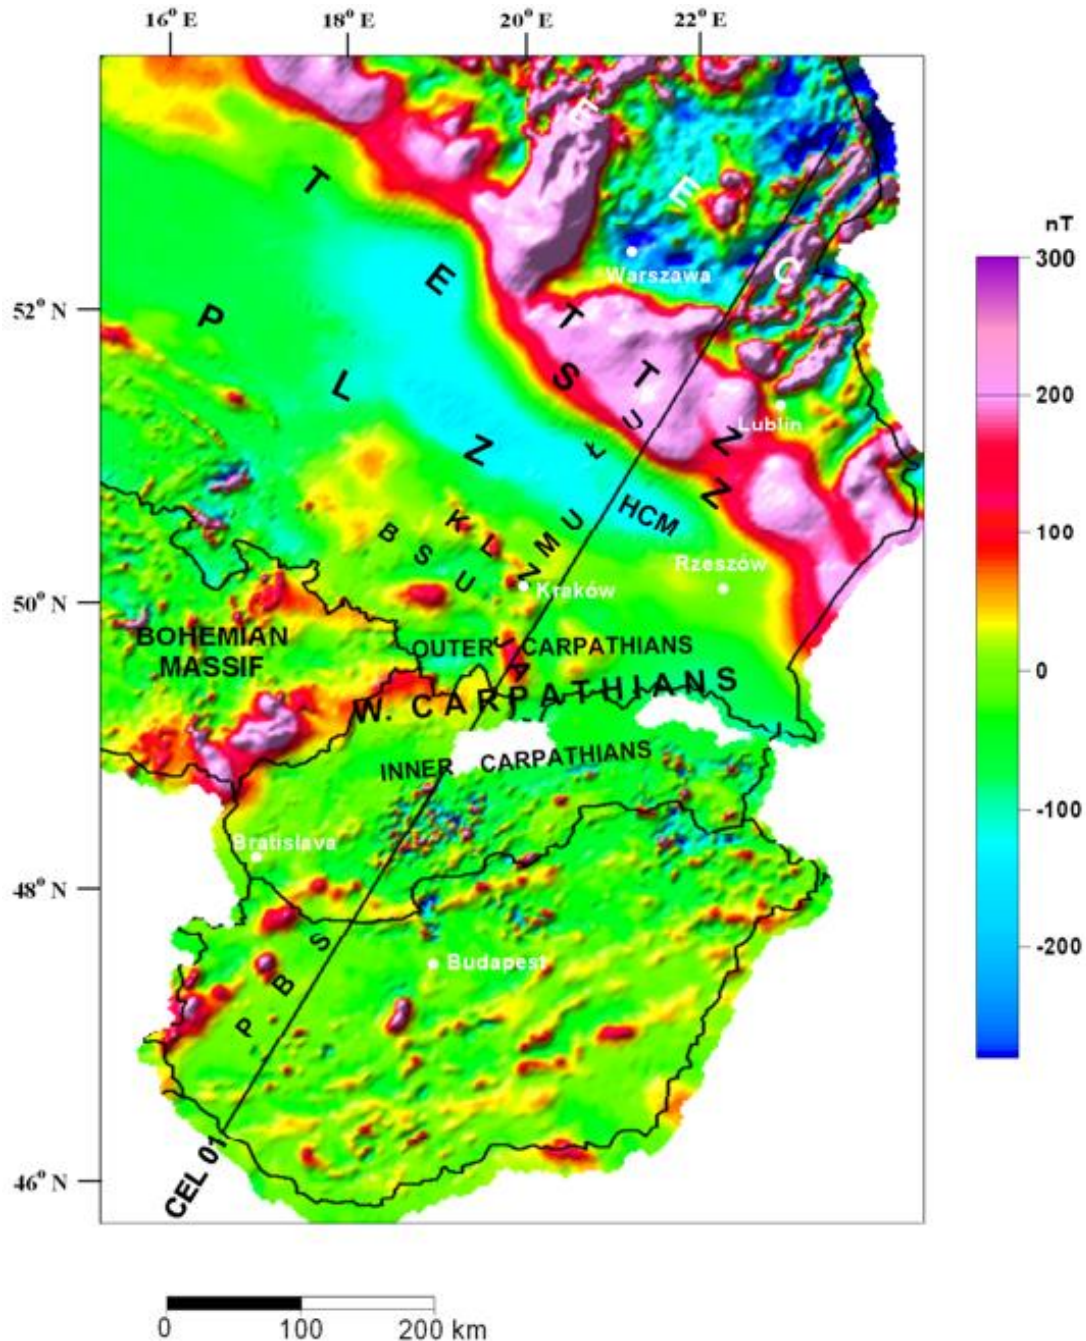 16° E 18° E 20° E 22° E
52° N
50° N
48° N
46° N
T E S Z
T T Z
E E C
P L Z
Warszawa
Lublin
Ł U
HCM
M U
K L Z
B S U
Rzeszów
Kraków
BOHEMIAN
MASSIF
OUTER CARPATHIANS
W. CARPATHIANS
INNER CARPATHIANS
Bratislava
Budapest
P B S
CEL 01
nT
300
200
100
0
-100
-200
0 100 200 km